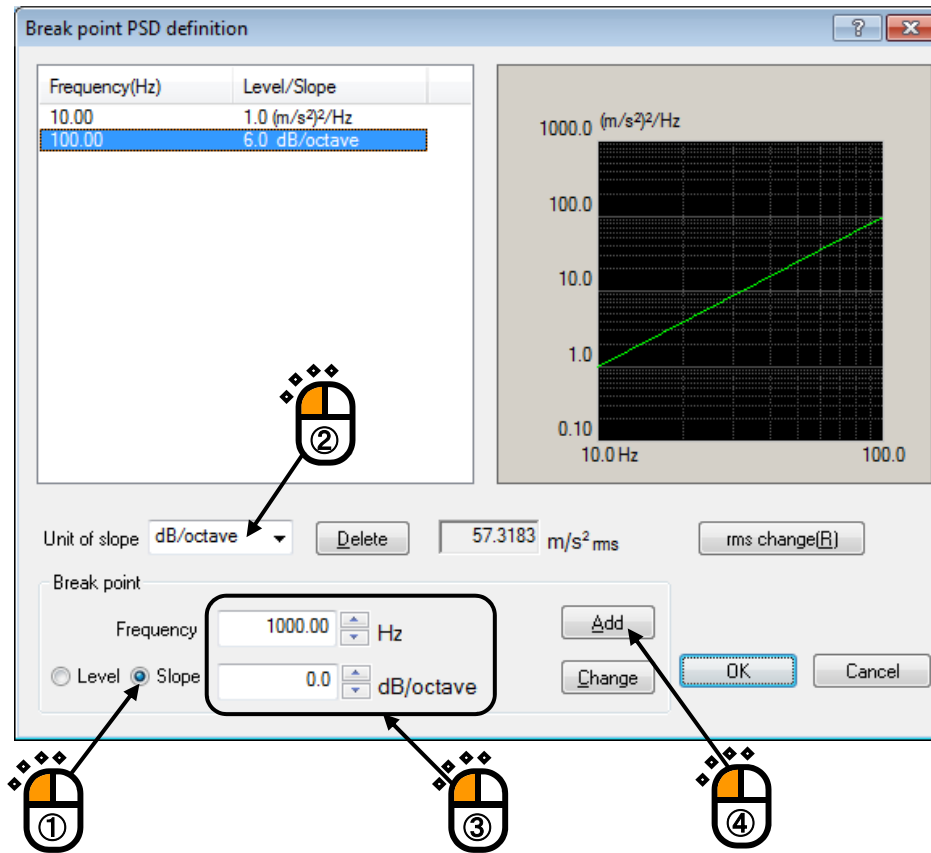 Break point PSD definition
?
Frequency(Hz) Level/Slope
10.00 1.0 (m/s²)²/Hz
100.00 6.0 dB/octave
(m/s²)²/Hz
1000.0
100.0
10.0
1.0
0.10
10.0 Hz 100.0
②
Unit of slope dB/octave Delete 57.3183 m/s² rms rms change(R)
Break point
Frequency 1000.00 Hz Add
Level Slope 0.0 dB/octave Change OK Cancel
① ③ ④